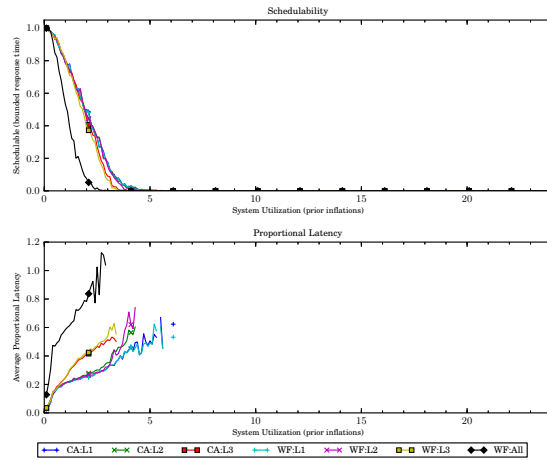 Schedulability
1.0
0.8
0.6
0.4
0.2
0.0
Schedulable (bounded response time)
0 5 10 15 20
System Utilization (prior inflations)
Proportional Latency
1.2
1.0
0.8
0.6
0.4
0.2
0.0
Average Proportional Latency
0 5 10 15 20
System Utilization (prior inflations)
CA:L1 CA:L2 CA:L3 WF:L1 WF:L2 WF:L3 WF:All